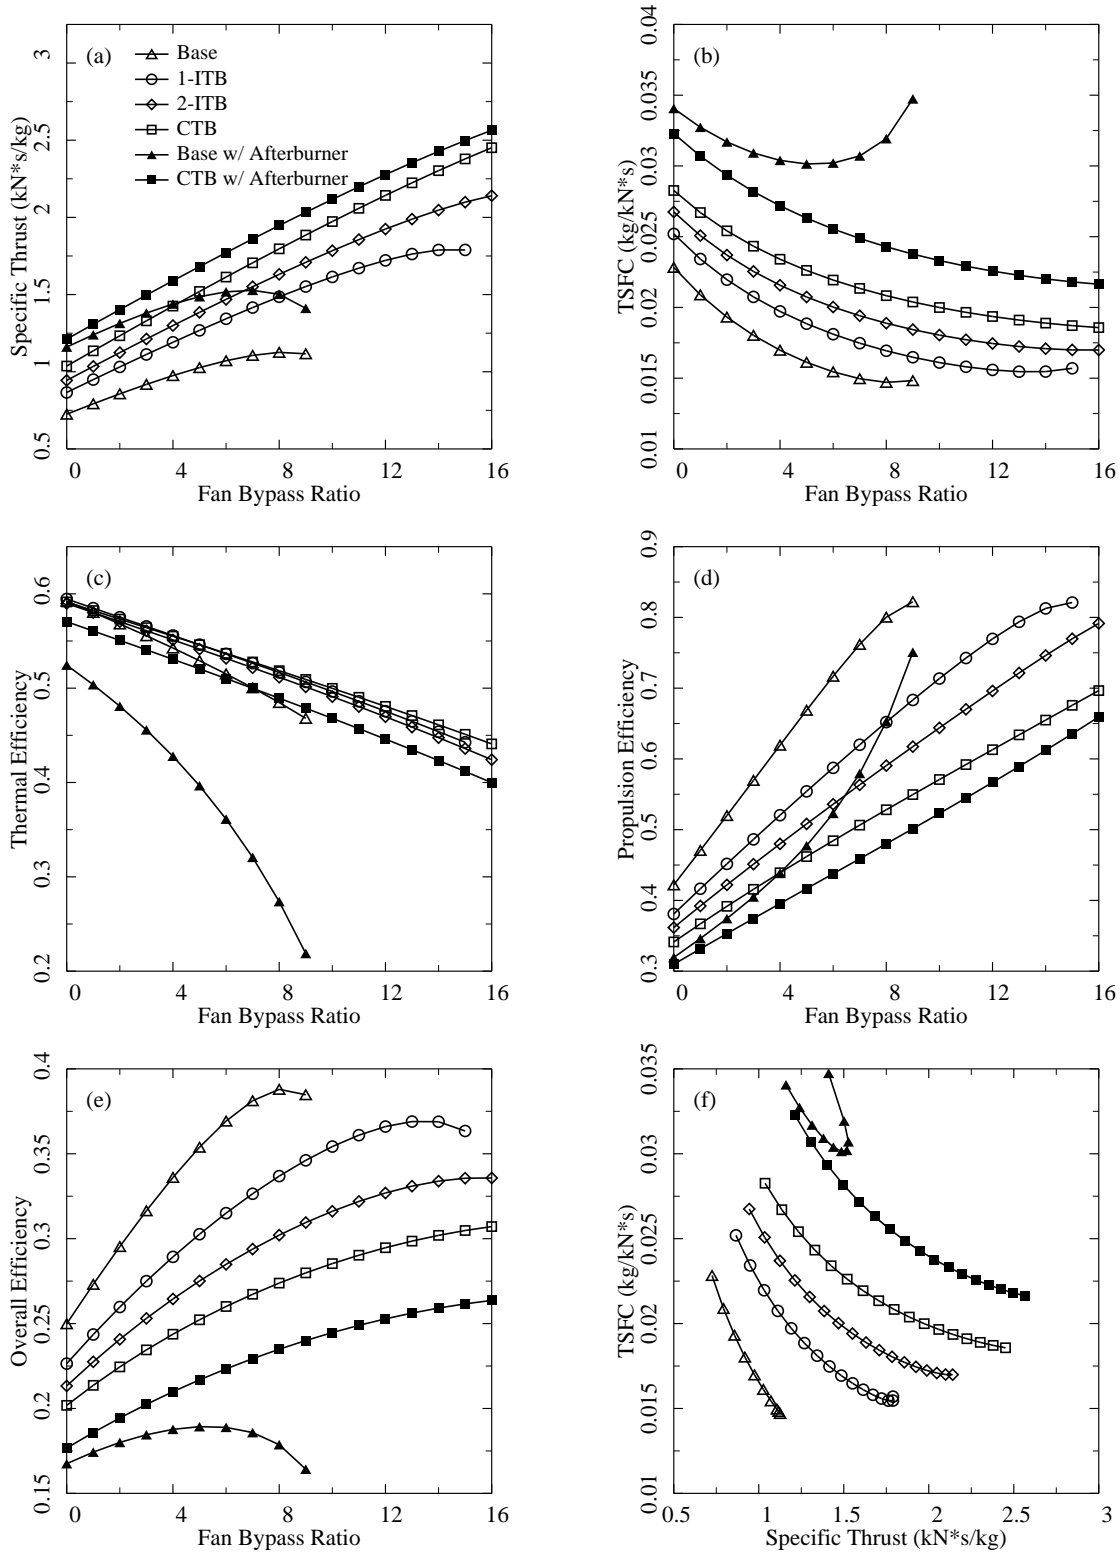 (a)
Base
1-ITB
2-ITB
CTB
Base w/ Afterburner
CTB w/ Afterburner
Specific Thrust (kN*s/kg)
0.5 1 1.5 2 2.5 3
0 4 8 12 16
Fan Bypass Ratio
(b)
TSFC (kg/kN*s)
0.01 0.015 0.02 0.025 0.03 0.035 0.04
0 4 8 12 16
Fan Bypass Ratio
(c)
Thermal Efficiency
0.2 0.3 0.4 0.5 0.6
0 4 8 12 16
Fan Bypass Ratio
(d)
Propulsion Efficiency
0.3 0.4 0.5 0.6 0.7 0.8 0.9
0 4 8 12 16
Fan Bypass Ratio
(e)
Overall Efficiency
0.15 0.2 0.25 0.3 0.35 0.4
0 4 8 12 16
Fan Bypass Ratio
(f)
TSFC (kg/kN*s)
0.01 0.015 0.02 0.025 0.03 0.035
0.5 1 1.5 2 2.5 3
Specific Thrust (kN*s/kg)